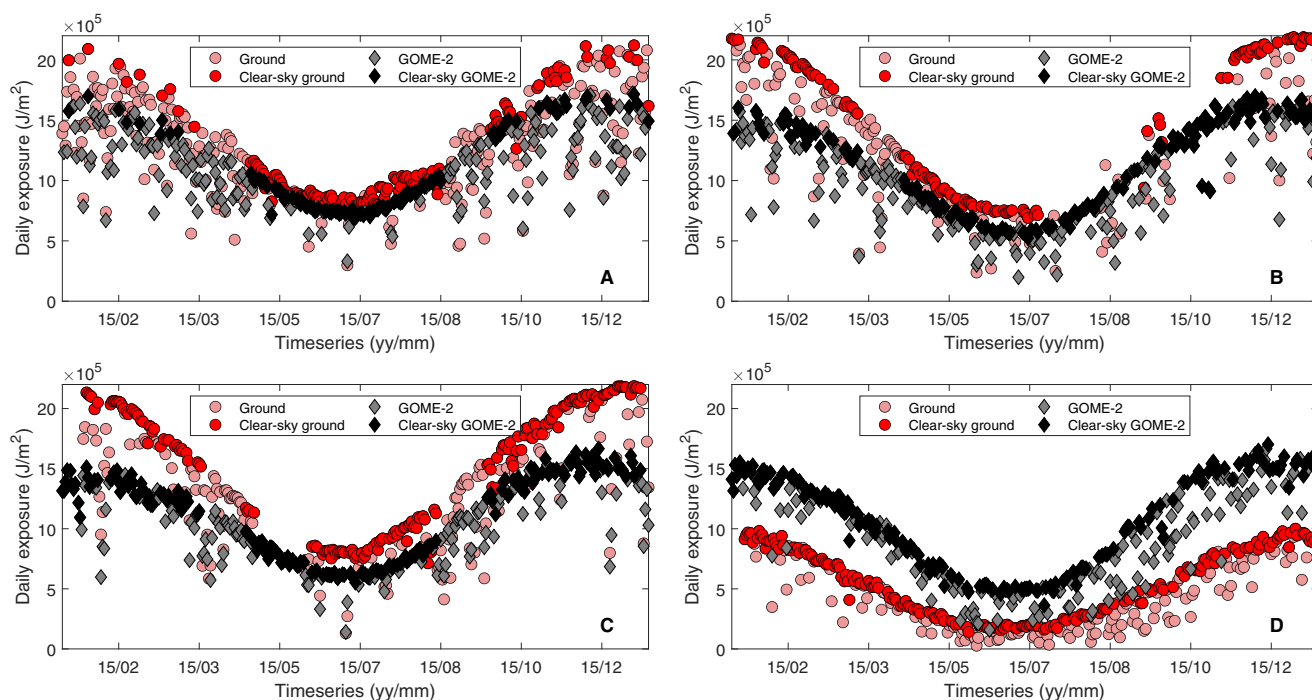 ×10⁵
Daily exposure (J/m²)
20
15
10
5
0
Ground
Clear-sky ground
GOME-2
Clear-sky GOME-2
A
15/02 15/03 15/05 15/07 15/08 15/10 15/12
Timeseries (yy/mm)
×10⁵
Daily exposure (J/m²)
20
15
10
5
0
Ground
Clear-sky ground
GOME-2
Clear-sky GOME-2
B
15/02 15/03 15/05 15/07 15/08 15/10 15/12
Timeseries (yy/mm)
×10⁵
Daily exposure (J/m²)
20
15
10
5
0
Ground
Clear-sky ground
GOME-2
Clear-sky GOME-2
C
15/02 15/03 15/05 15/07 15/08 15/10 15/12
Timeseries (yy/mm)
×10⁵
Daily exposure (J/m²)
20
15
10
5
0
Ground
Clear-sky ground
GOME-2
Clear-sky GOME-2
D
15/02 15/03 15/05 15/07 15/08 15/10 15/12
Timeseries (yy/mm)